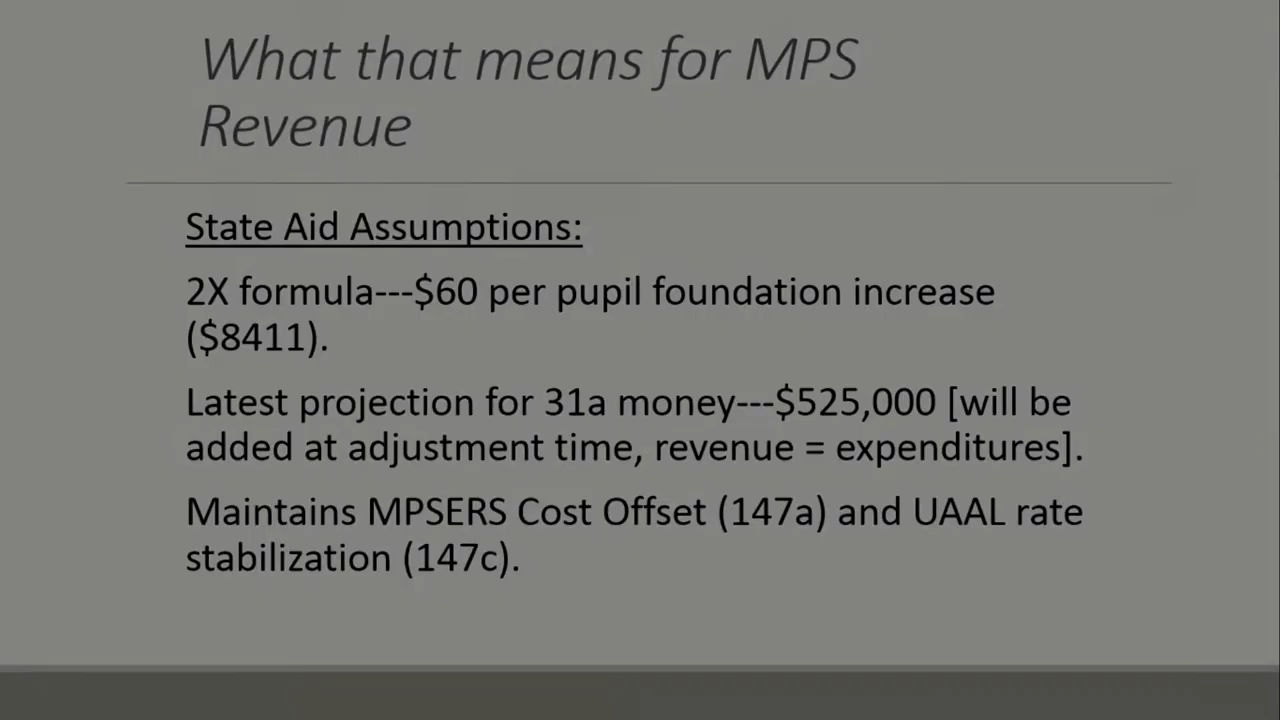 What that means for MPS
Revenue
State Aid Assumptions:
2X formula---$60 per pupil foundation increase
($8411).
Latest projection for 31a money---$525,000 [will be
added at adjustment time, revenue = expenditures].
Maintains MPSERS Cost Offset (147a) and UAAL rate
stabilization (147c).